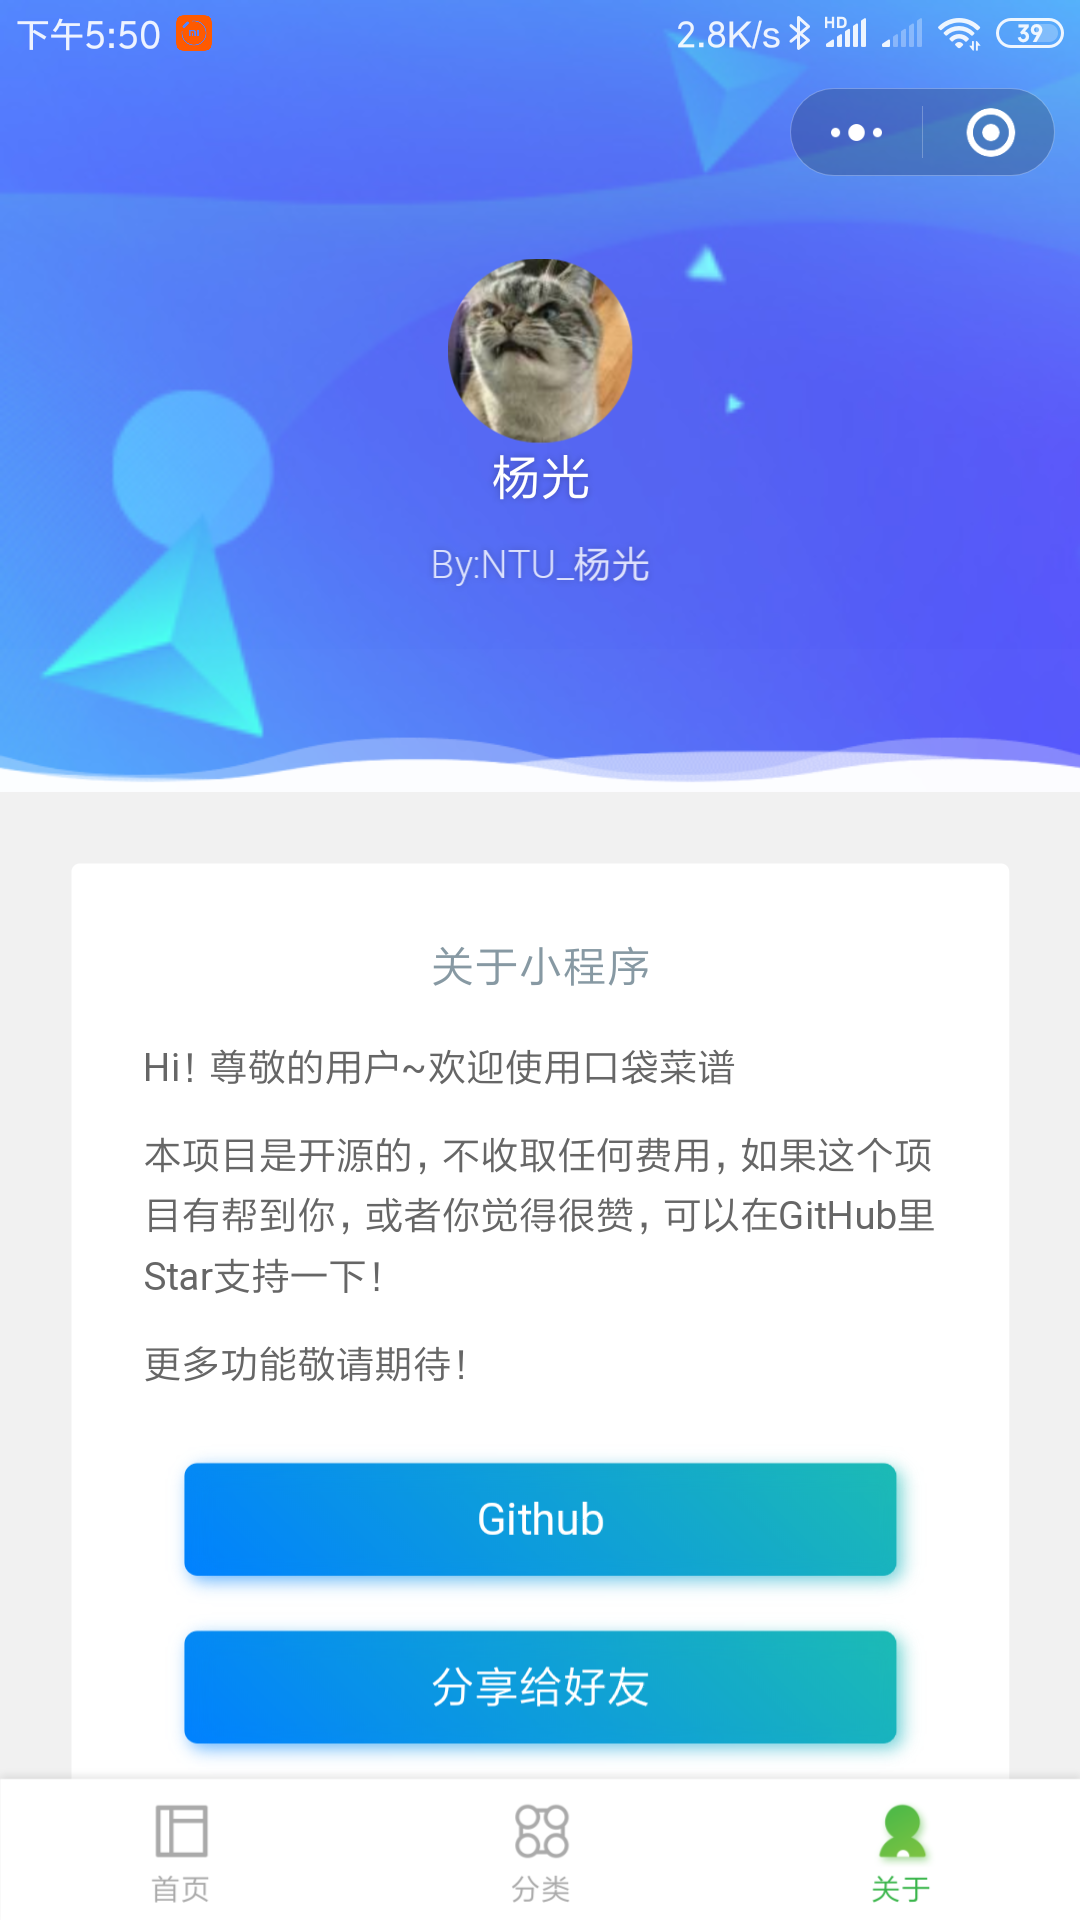 下午5:50 2.8K/s HD 39
杨光
By:NTU_杨光
关于小程序
Hi！尊敬的用户~欢迎使用口袋菜谱
本项目是开源的，不收取任何费用，如果这个项
目有帮到你，或者你觉得很赞，可以在GitHub里
Star支持一下！
更多功能敬请期待！
Github
分享给好友
首页 分类 关于